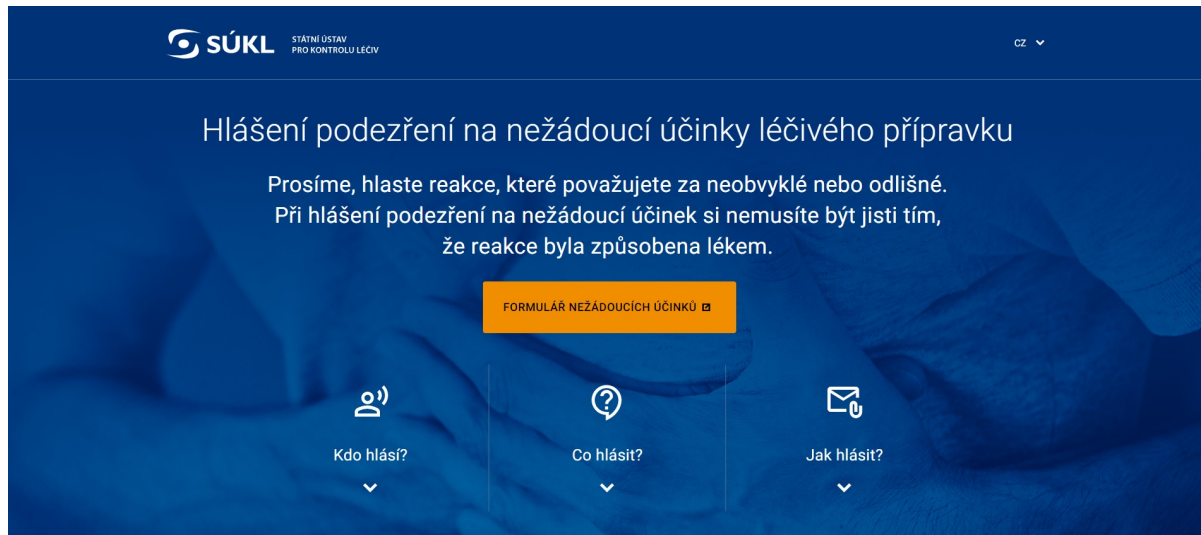 SÚKL
STÁTNÍ ÚSTAV
PRO KONTROLU LÉČIV
CZ
Hlášení podezření na nežádoucí účinky léčivého přípravku
Prosíme, hlaste reakce, které považujete za neobvyklé nebo odlišné.
Při hlášení podezření na nežádoucí účinek si nemusíte být jisti tím,
že reakce byla způsobena lékem.
FORMULÁŘ NEŽÁDOUCÍCH ÚČINKŮ
Kdo hlásí?
Co hlásit?
Jak hlásit?